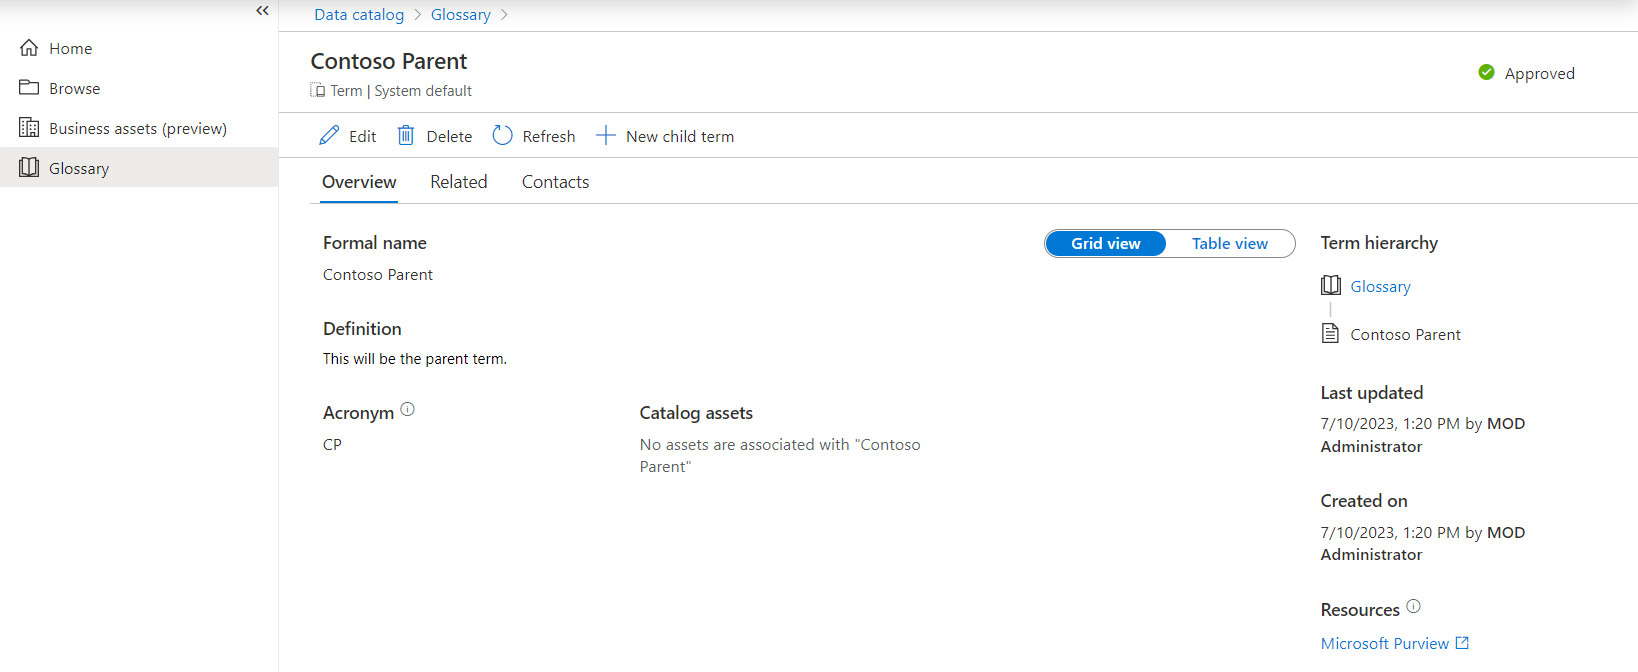 Data catalog > Glossary >
Home
Browse
Business assets (preview)
Glossary
Contoso Parent
Term | System default
Approved
Edit Delete Refresh New child term
Overview Related Contacts
Formal name
Contoso Parent
Grid view Table view
Definition
This will be the parent term.
Acronym
CP
Catalog assets
No assets are associated with "Contoso
Parent"
Term hierarchy
Glossary
Contoso Parent
Last updated
7/10/2023, 1:20 PM by MOD
Administrator
Created on
7/10/2023, 1:20 PM by MOD
Administrator
Resources
Microsoft Purview